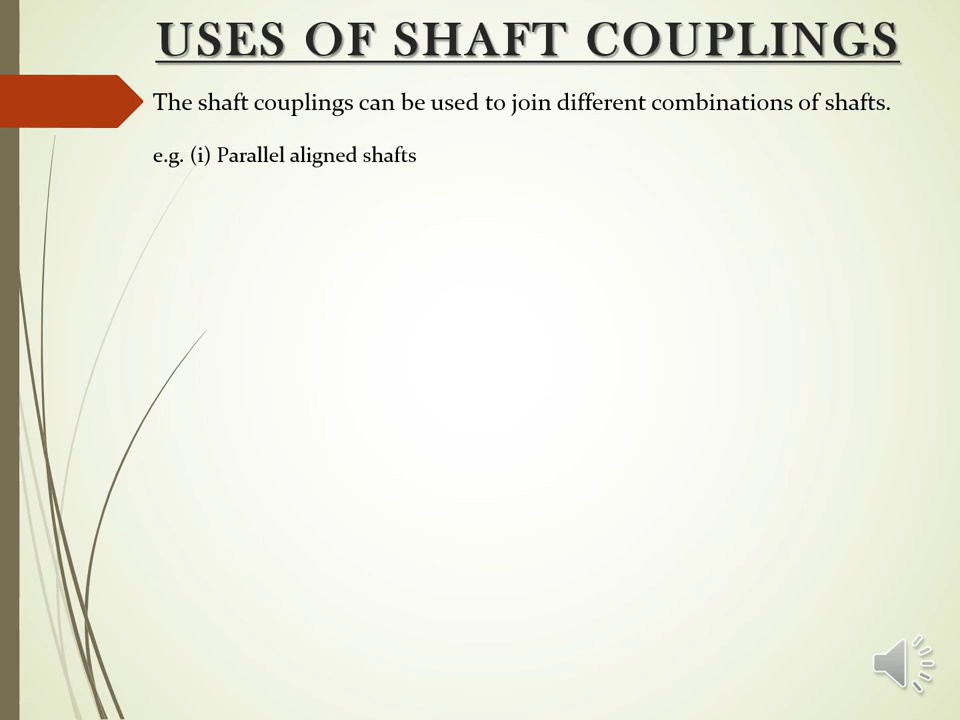 USES OF SHAFT COUPLINGS
The shaft couplings can be used to join different combinations of shafts.
e.g. (i) Parallel aligned shafts